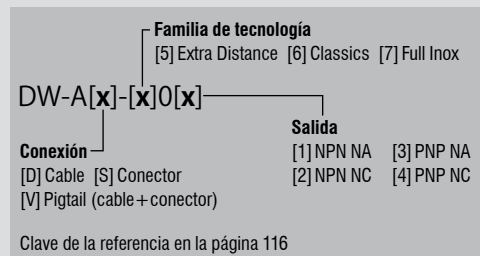 Familia de tecnología
[5] Extra Distance [6] Classics [7] Full Inox
DW-A[x]-[x]0[x]
Salida
Conexión
[1] NPN NA [3] PNP NA
[D] Cable [S] Conector
[2] NPN NC [4] PNP NC
[V] Pigtail (cable+conector)
Clave de la referencia en la página 116